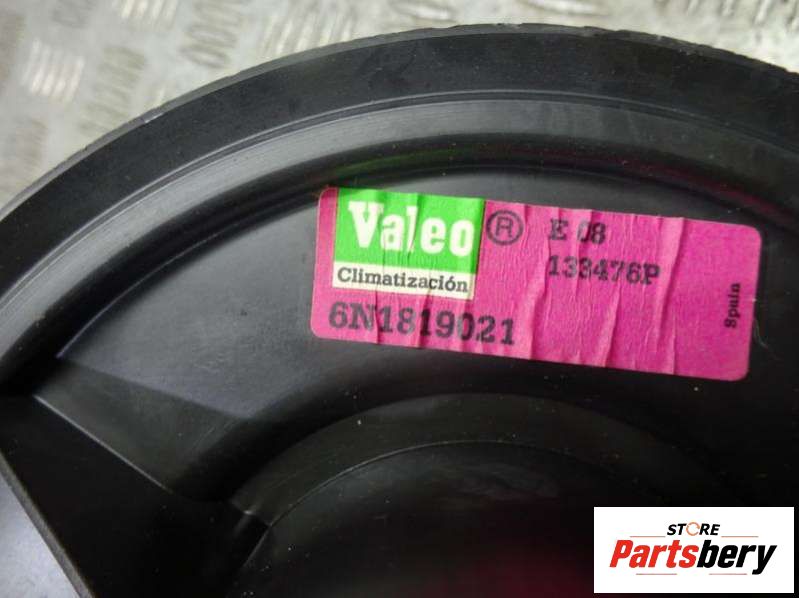 Valeo ® E 08
Climatización 133476P
6N1819021
Spain
STORE
Partsbery